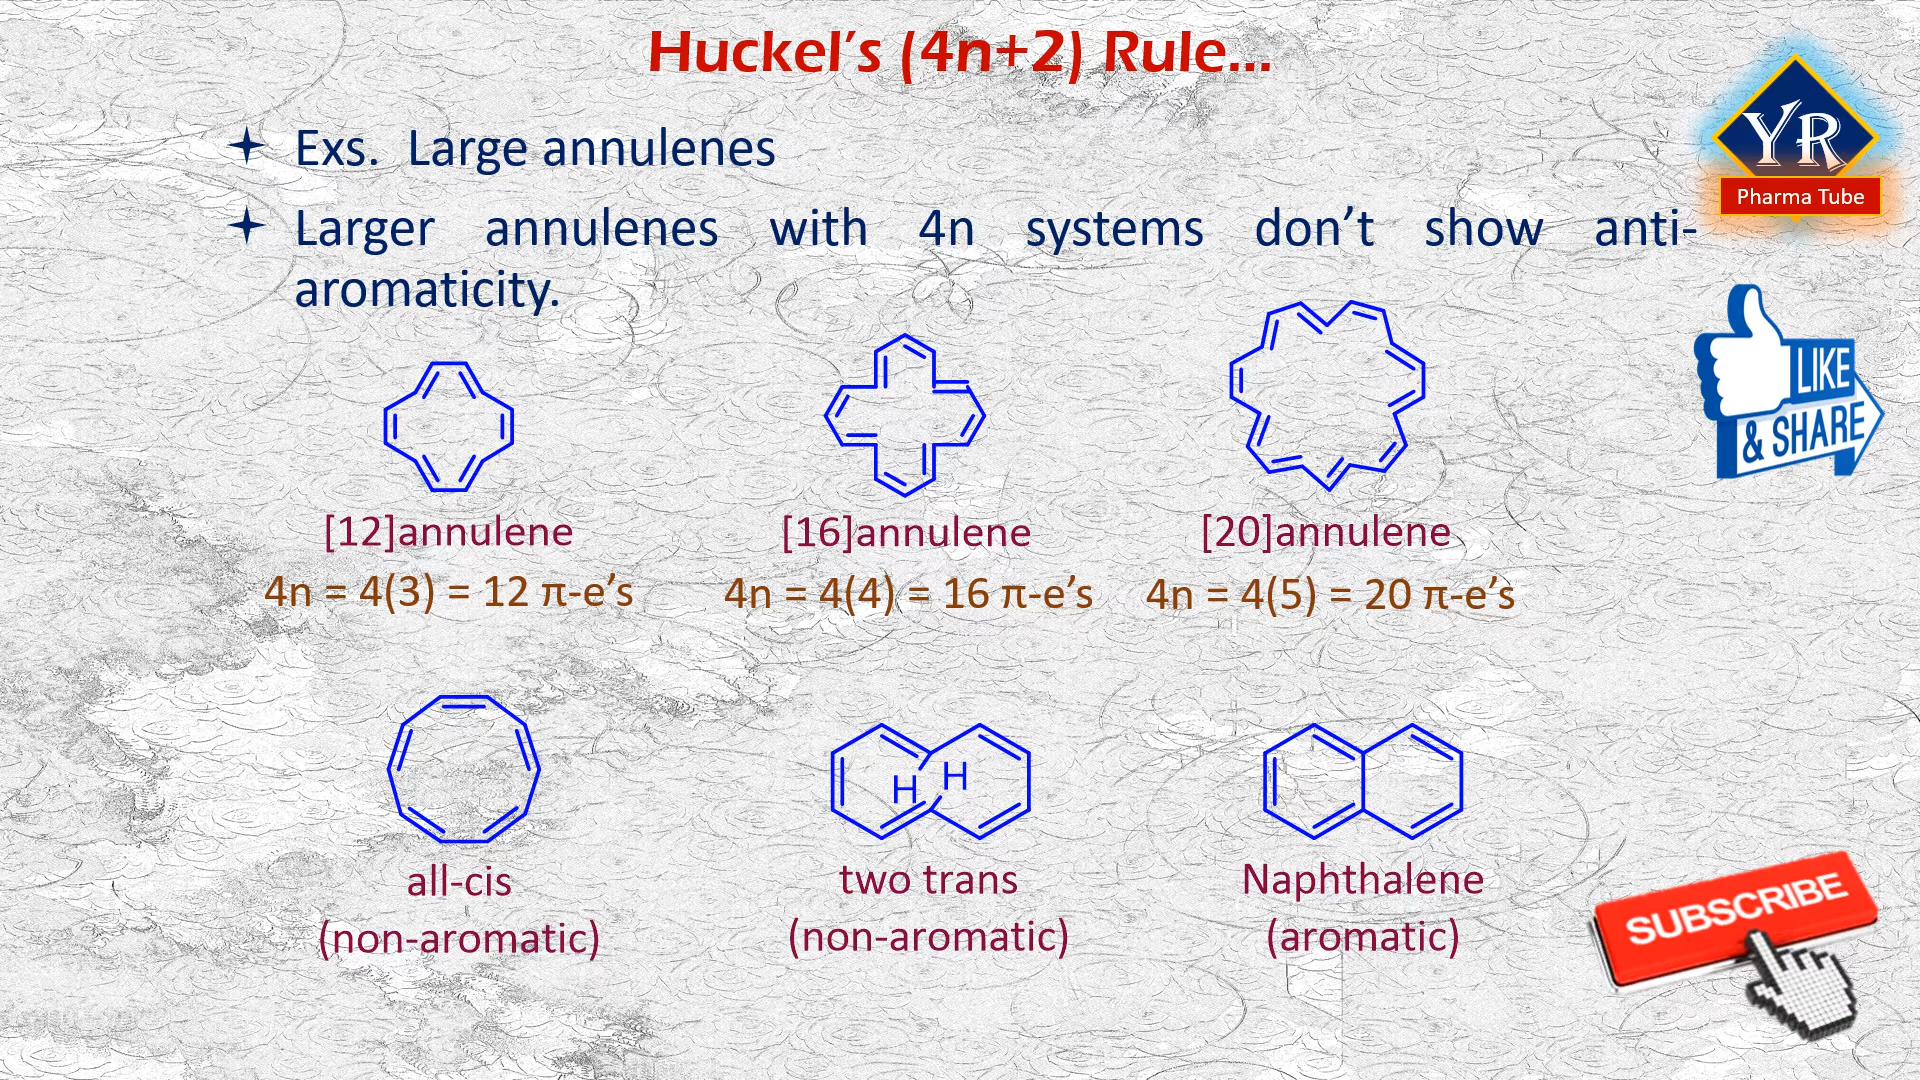 Huckel’s (4n+2) Rule...
YR
Pharma Tube
Exs. Large annulenes
Larger annulenes with 4n systems don’t show anti-
aromaticity.
LIKE
& SHARE
[12]annulene [16]annulene [20]annulene
4n = 4(3) = 12 π-e’s 4n = 4(4) = 16 π-e’s 4n = 4(5) = 20 π-e’s
H H
all-cis two trans Naphthalene
(non-aromatic) (non-aromatic) (aromatic)
SUBSCRIBE